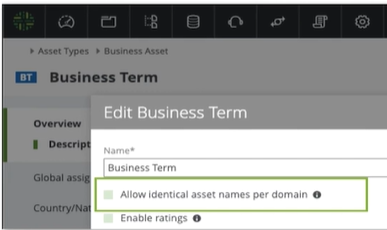 Asset Types Business Asset
BT Business Term
Overview
Descript
Global assig
Country/Nat
Edit Business Term
Name*
Business Term
Allow identical asset names per domain
Enable ratings